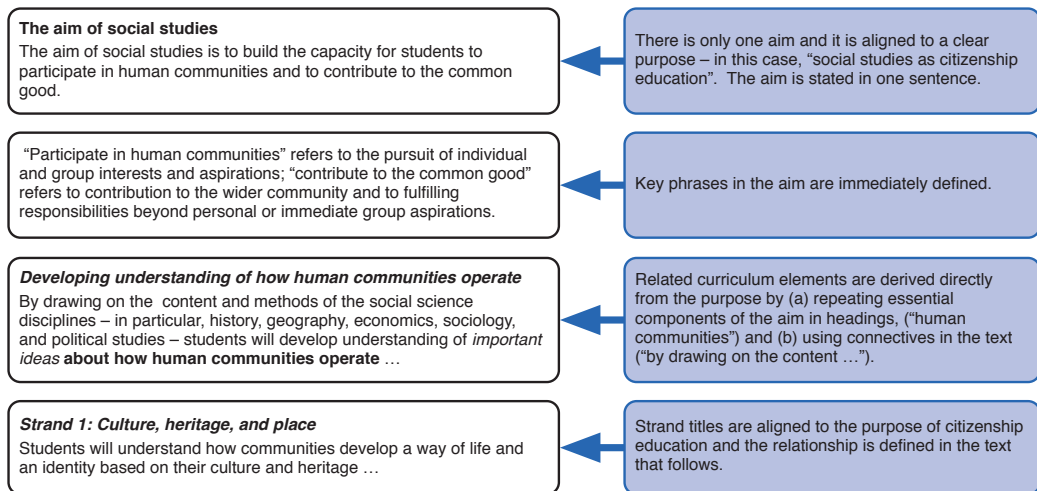 The aim of social studies
The aim of social studies is to build the capacity for students to
participate in human communities and to contribute to the common
good.
There is only one aim and it is aligned to a clear
purpose – in this case, “social studies as citizenship
education”.  The aim is stated in one sentence.
“Participate in human communities” refers to the pursuit of individual
and group interests and aspirations; “contribute to the common good”
refers to contribution to the wider community and to fulfilling
responsibilities beyond personal or immediate group aspirations.
Key phrases in the aim are immediately defined.
Developing understanding of how human communities operate
By drawing on the  content and methods of the social science
disciplines – in particular, history, geography, economics, sociology,
and political studies – students will develop understanding of important
ideas about how human communities operate …
Related curriculum elements are derived directly
from the purpose by (a) repeating essential
components of the aim in headings, (“human
communities”) and (b) using connectives in the text
(“by drawing on the content …”).
Strand 1: Culture, heritage, and place
Students will understand how communities develop a way of life and
an identity based on their culture and heritage …
Strand titles are aligned to the purpose of citizenship
education and the relationship is defined in the text
that follows.